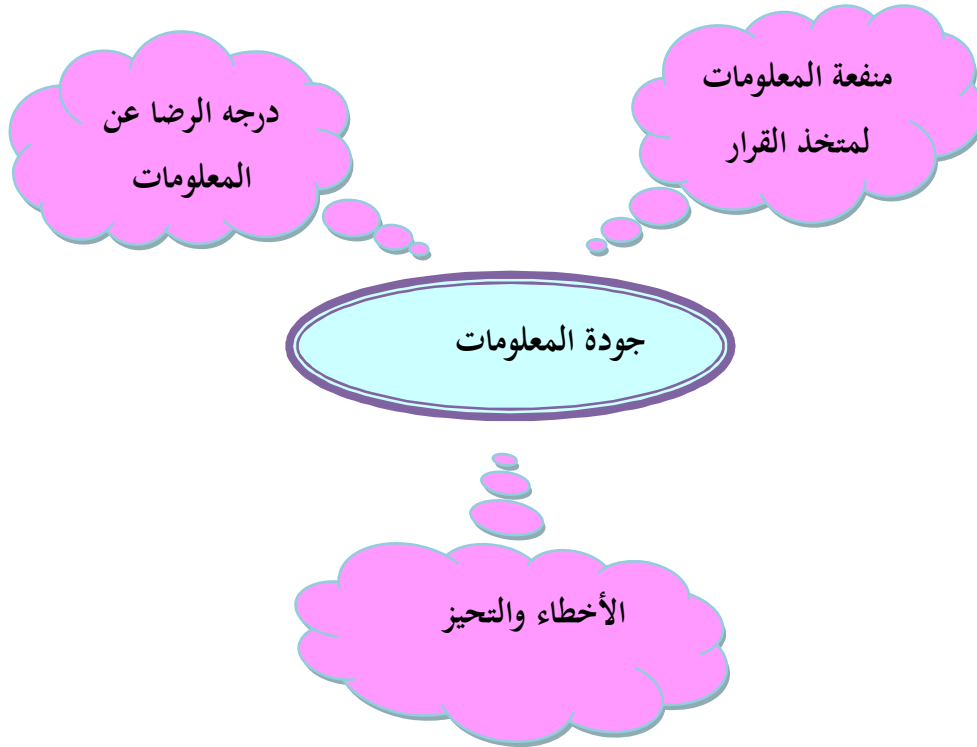 منفعة المعلومات
لمتخذ القرار
درجه الرضا عن
المعلومات
جودة المعلومات
الأخطاء والتحيز